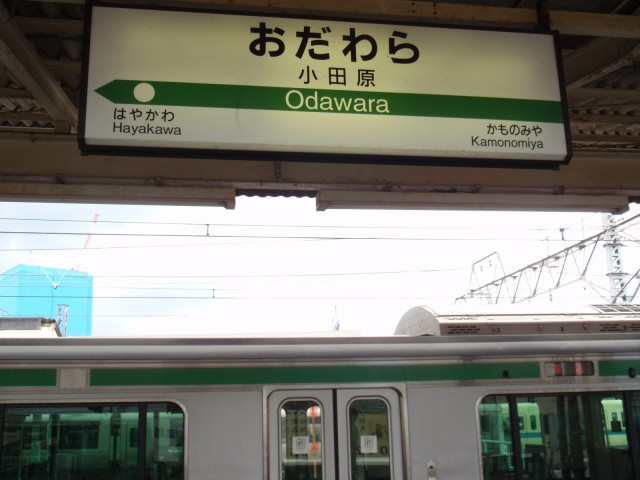 おだわら
小田原
Odawara
はやかわ
Hayakawa
かものみや
Kamonomiya